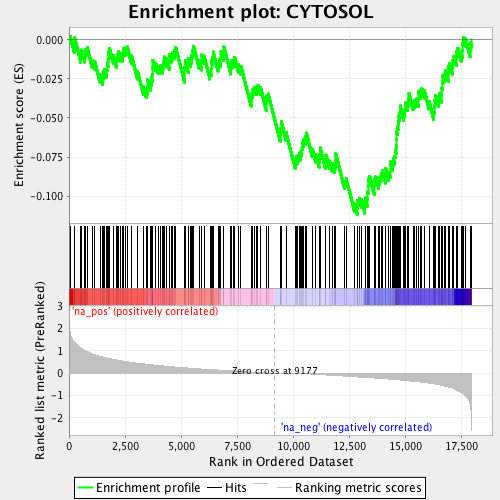 Enrichment plot: CYTOSOL
Enrichment score (ES)
0.000
-0.025
-0.050
-0.075
-0.100
'na_pos' (positively correlated)
Ranked list metric (PreRanked)
3
2
1
0
-1
-2
Zero cross at 9177
'na_neg' (negatively correlated)
0
2,500
5,000
7,500
10,000
12,500
15,000
17,500
Rank in Ordered Dataset
Enrichment profile
Hits
Ranking metric scores